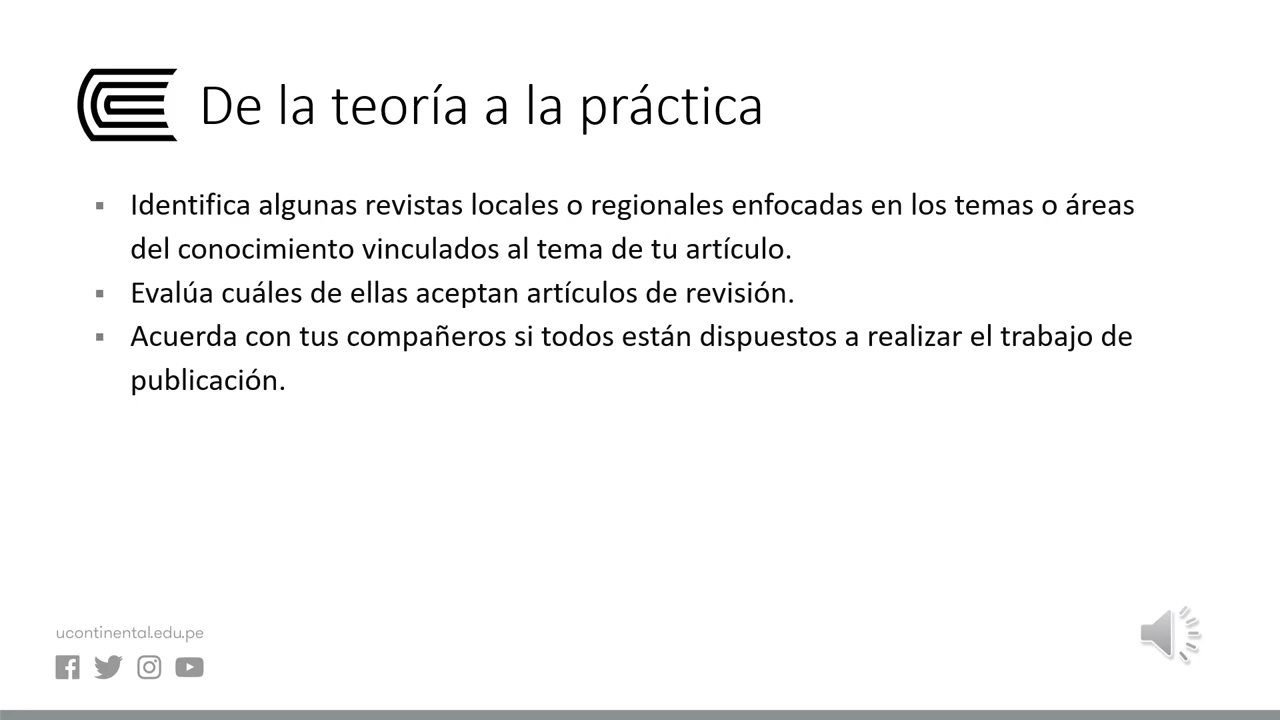 De la teoría a la práctica
▪ Identifica algunas revistas locales o regionales enfocadas en los temas o áreas
del conocimiento vinculados al tema de tu artículo.
▪ Evalúa cuáles de ellas aceptan artículos de revisión.
▪ Acuerda con tus compañeros si todos están dispuestos a realizar el trabajo de
publicación.
ucontinental.edu.pe